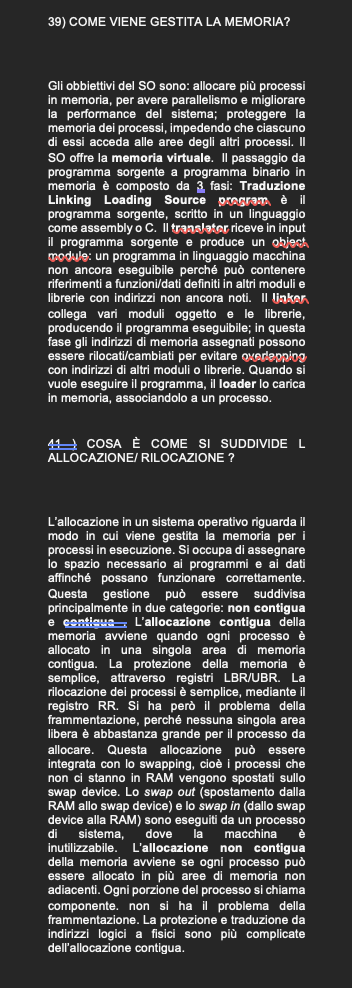 39) COME VIENE GESTITA LA MEMORIA?
Gli obbiettivi del SO sono: allocare più processi
in memoria, per avere parallelismo e migliorare
la performance del sistema; proteggere la
memoria dei processi, impedendo che ciascuno
di essi acceda alle aree degli altri processi. Il
SO offre la memoria virtuale. Il passaggio da
programma sorgente a programma binario in
memoria è composto da 3 fasi: Traduzione
Linking Loading Source program è il
programma sorgente, scritto in un linguaggio
come assembly o C. Il translator riceve in input
il programma sorgente e produce un object
module: un programma in linguaggio macchina
non ancora eseguibile perché può contenere
riferimenti a funzioni/dati definiti in altri moduli e
librerie con indirizzi non ancora noti. Il linker
collega vari moduli oggetto e le librerie,
producendo il programma eseguibile; in questa
fase gli indirizzi di memoria assegnati possono
essere rilocati/cambiati per evitare overlapping
con indirizzi di altri moduli o librerie. Quando si
vuole eseguire il programma, il loader lo carica
in memoria, associandolo a un processo.
41 ) COSA È COME SI SUDDIVIDE L
ALLOCAZIONE/ RILOCAZIONE ?
L'allocazione in un sistema operativo riguarda il
modo in cui viene gestita la memoria per i
processi in esecuzione. Si occupa di assegnare
lo spazio necessario ai programmi e ai dati
affinché possano funzionare correttamente.
Questa gestione può essere suddivisa
principalmente in due categorie: non contigua
e contigua . L'allocazione contigua della
memoria avviene quando ogni processo è
allocato in una singola area di memoria
contigua. La protezione della memoria è
semplice, attraverso registri LBR/UBR. La
rilocazione dei processi è semplice, mediante il
registro RR. Si ha però il problema della
frammentazione, perché nessuna singola area
libera è abbastanza grande per il processo da
allocare. Questa allocazione può essere
integrata con lo swapping, cioè i processi che
non ci stanno in RAM vengono spostati sullo
swap device. Lo swap out (spostamento dalla
RAM allo swap device) e lo swap in (dallo swap
device alla RAM) sono eseguiti da un processo
di sistema, dove la macchina è
inutilizzabile. L'allocazione non contigua
della memoria avviene se ogni processo può
essere allocato in più aree di memoria non
adiacenti. Ogni porzione del processo si chiama
componente. non si ha il problema della
frammentazione. La protezione e traduzione da
indirizzi logici a fisici sono più complicate
dell'allocazione contigua.